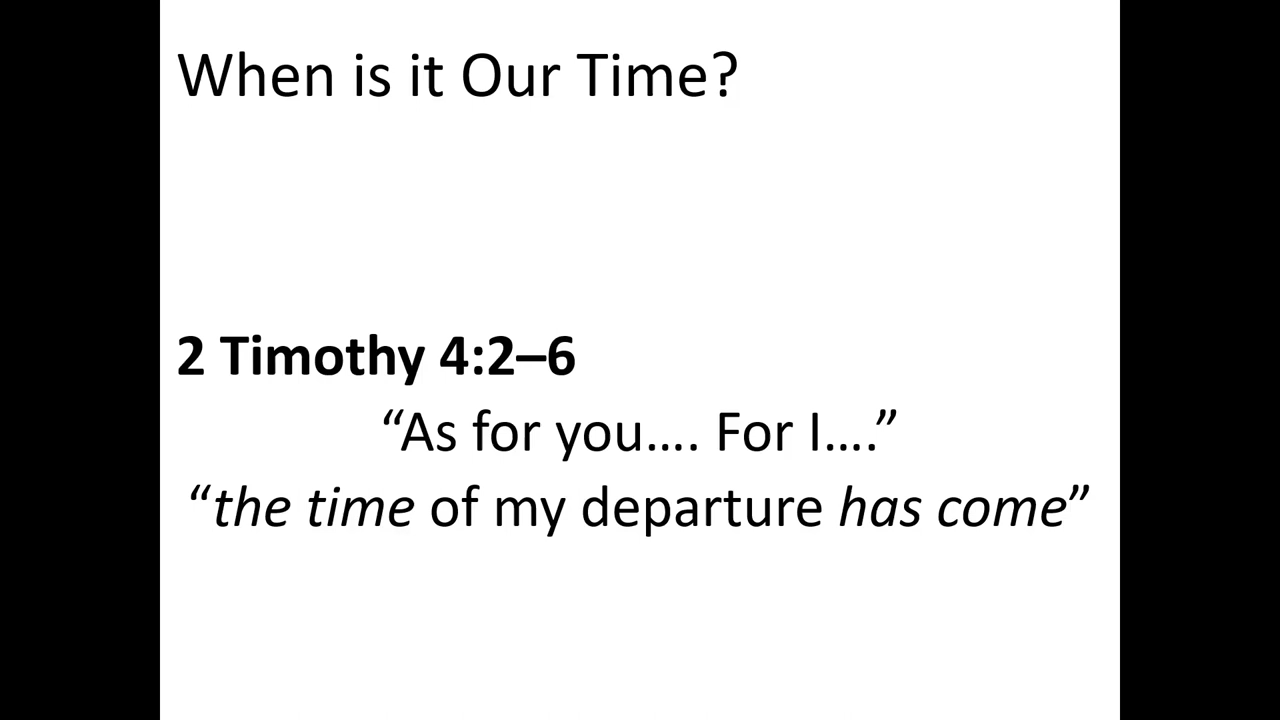 When is it Our Time?
2 Timothy 4:2–6
“As for you…. For I….”
“the time of my departure has come”